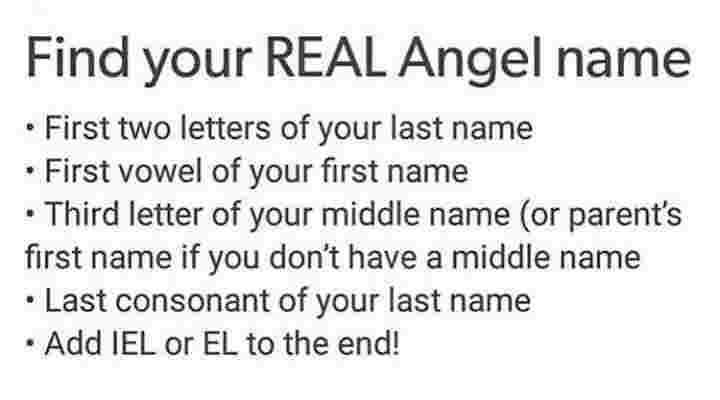 Find your REAL Angel name
• First two letters of your last name
• First vowel of your first name
• Third letter of your middle name (or parent's
first name if you don't have a middle name
• Last consonant of your last name
• Add IEL or EL to the end!